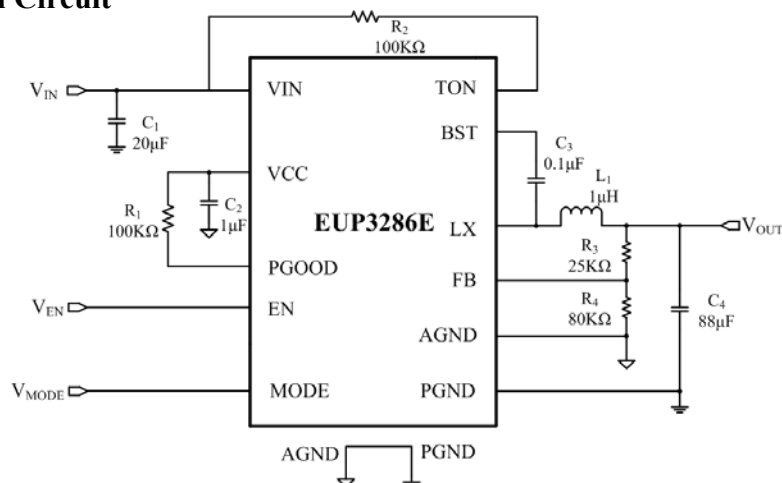 Circuit
R2
100KΩ
VIN
VIN
TON
C1
20μF
BST
C3
0.1μF
VCC
L1
1μH
R1
100KΩ
C2
1μF
EUP3286E
LX
VOUT
R3
25KΩ
PGOOD
FB
VEN
EN
R4
80KΩ
C4
88μF
AGND
VMODE
MODE
PGND
AGND
PGND